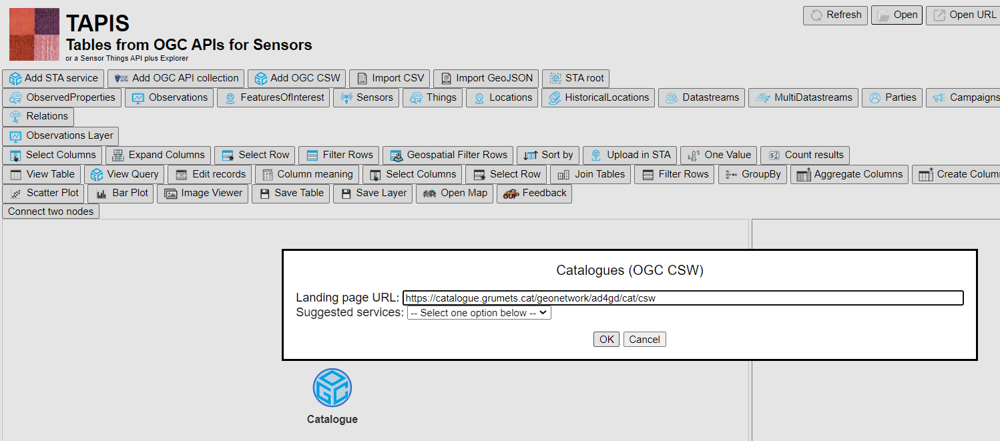 TAPIS
Tables from OGC APIs for Sensors
or a Sensor Things API plus Explorer
Refresh Open Open URL
Add STA service Add OGC API collection Add OGC CSW Import CSV Import GeoJSON STA root
ObservedProperties Observations FeaturesOfInterest Sensors Things Locations HistoricalLocations Datastreams MultiDatastreams Parties Campaigns
Relations
Observations Layer
Select Columns Expand Columns Select Row Filter Rows Geospatial Filter Rows Sort by Upload in STA One Value Count results
View Table View Query Edit records Column meaning Select Columns Select Row Join Tables Filter Rows GroupBy Aggregate Columns Create Colum
Scatter Plot Bar Plot Image Viewer Save Table Save Layer Open Map Feedback
Connect two nodes
Catalogues (OGC CSW)
Landing page URL: https://catalogue.grumets.cat/geonetwork/ad4gd/cat/csw
Suggested services: -- Select one option below --
OK Cancel
OGC
Catalogue